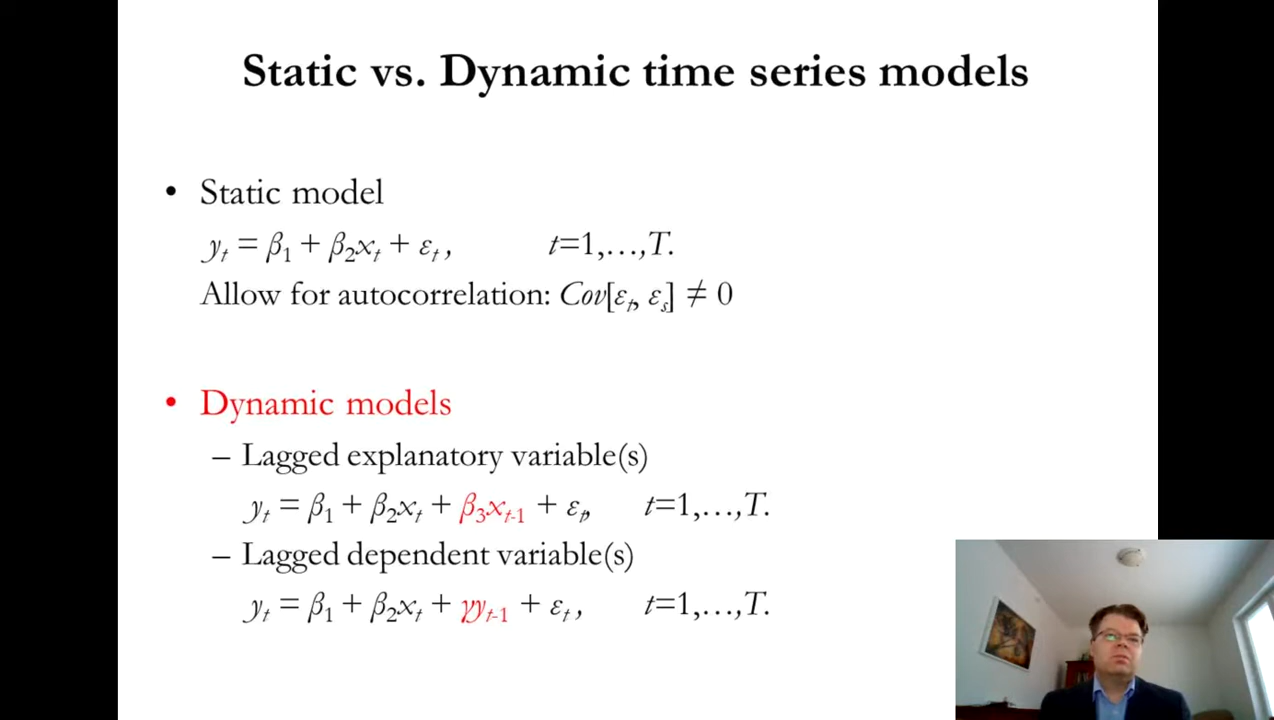 Static vs. Dynamic time series models
• Static model
yₜ = β₁ + β₂xₜ + εₜ, t=1,…,T.
Allow for autocorrelation: Cov[εₜ, εₛ] ≠ 0
• Dynamic models
– Lagged explanatory variable(s)
yₜ = β₁ + β₂xₜ + β₃xₜ₋₁ + εₜ, t=1,…,T.
– Lagged dependent variable(s)
yₜ = β₁ + β₂xₜ + γyₜ₋₁ + εₜ, t=1,…,T.